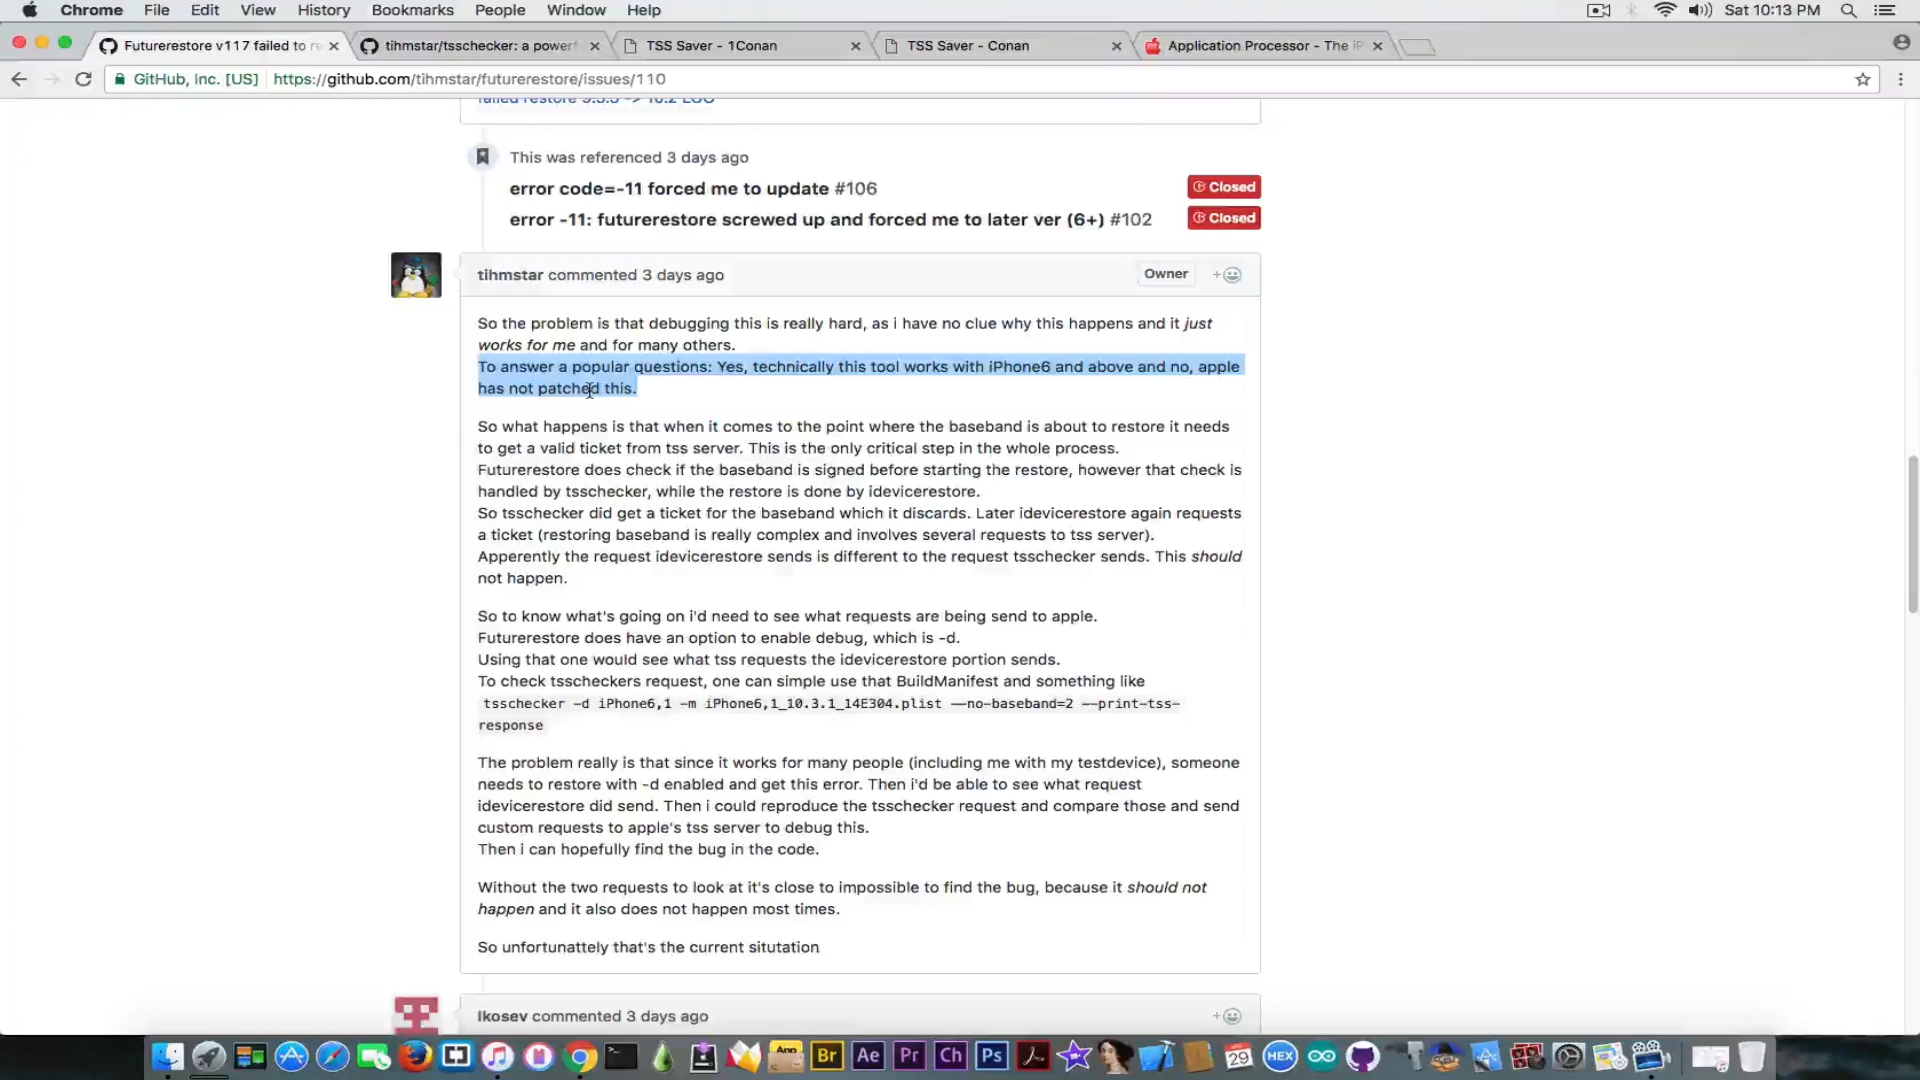 Chrome File Edit View History Bookmarks People Window Help Sat 10:13 PM
Futurerestore v117 failed to re tihmstar/tsschecker: a powerf TSS Saver - 1Conan TSS Saver - Conan Application Processor - The iP
GitHub, Inc. [US] https://github.com/tihmstar/futurerestore/issues/110
failed restore 9.3.3 -> 10.2 LOG
This was referenced 3 days ago
error code=-11 forced me to update #106 Closed
error -11: futurerestore screwed up and forced me to later ver (6+) #102 Closed
tihmstar commented 3 days ago Owner
So the problem is that debugging this is really hard, as i have no clue why this happens and it just
works for me and for many others.
To answer a popular questions: Yes, technically this tool works with iPhone6 and above and no, apple
has not patched this.
So what happens is that when it comes to the point where the baseband is about to restore it needs
to get a valid ticket from tss server. This is the only critical step in the whole process.
Futurerestore does check if the baseband is signed before starting the restore, however that check is
handled by tsschecker, while the restore is done by idevicerestore.
So tsschecker did get a ticket for the baseband which it discards. Later idevicerestore again requests
a ticket (restoring baseband is really complex and involves several requests to tss server).
Apperently the request idevicerestore sends is different to the request tsschecker sends. This should
not happen.
So to know what's going on i'd need to see what requests are being send to apple.
Futurerestore does have an option to enable debug, which is -d.
Using that one would see what tss requests the idevicerestore portion sends.
To check tsscheckers request, one can simple use that BuildManifest and something like
tsschecker -d iPhone6,1 -m iPhone6,1_10.3.1_14E304.plist --no-baseband=2 --print-tss-
response
The problem really is that since it works for many people (including me with my testdevice), someone
needs to restore with -d enabled and get this error. Then i'd be able to see what request
idevicerestore did send. Then i could reproduce the tsschecker request and compare those and send
custom requests to apple's tss server to debug this.
Then i can hopefully find the bug in the code.
Without the two requests to look at it's close to impossible to find the bug, because it should not
happen and it also does not happen most times.
So unfortunattely that's the current situtation
lkosev commented 3 days ago
App Br Ae Pr Ch Ps 29 HEX